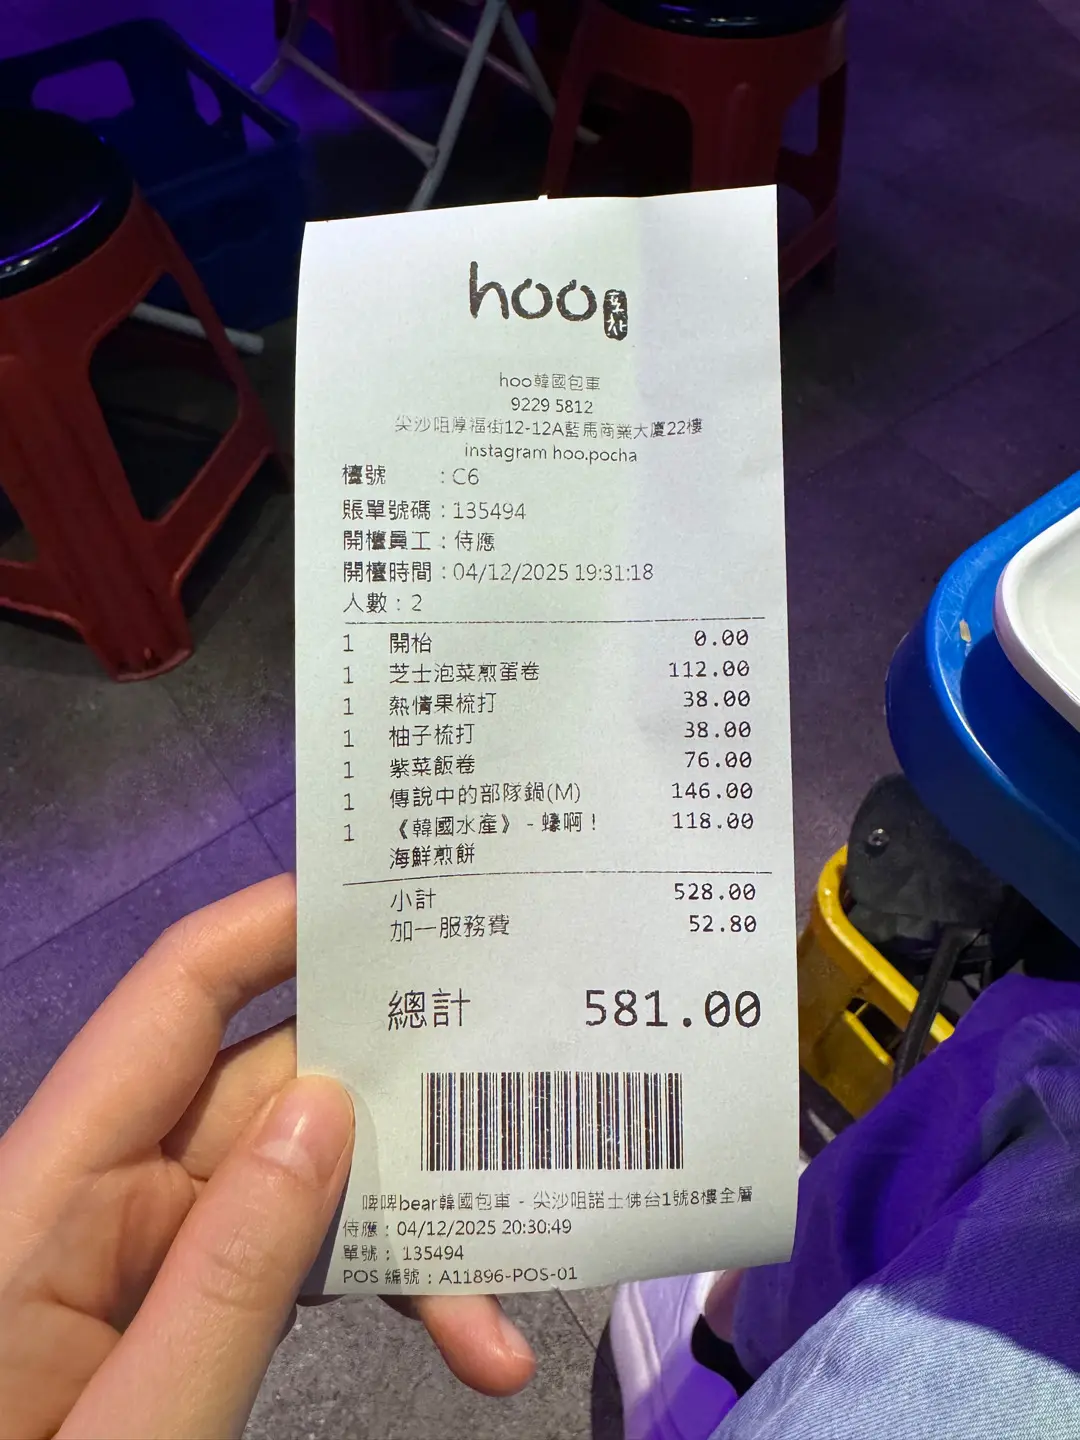 hoo포차
hoo韓國包車
9229 5812
尖沙咀厚福街12-12A藍馬商業大廈22樓
instagram hoo.pocha
檯號 : C6
賬單號碼 : 135494
開檯員工 : 侍應
開檯時間 : 04/12/2025 19:31:18
人數 : 2
1 開枱 0.00
1 芝士泡菜煎蛋卷 112.00
1 熱情果梳打 38.00
1 柚子梳打 38.00
1 紫菜飯卷 76.00
1 傳說中的部隊鍋(M) 146.00
1 《韓國水產》 - 蠔啊！ 118.00
海鮮煎餅
小計 528.00
加一服務費 52.80
總計 581.00
啤啤bear韓國包車 - 尖沙咀諾士佛台1號8樓全層
侍應 : 04/12/2025 20:30:49
單號 : 135494
POS 編號 : A11896-POS-01